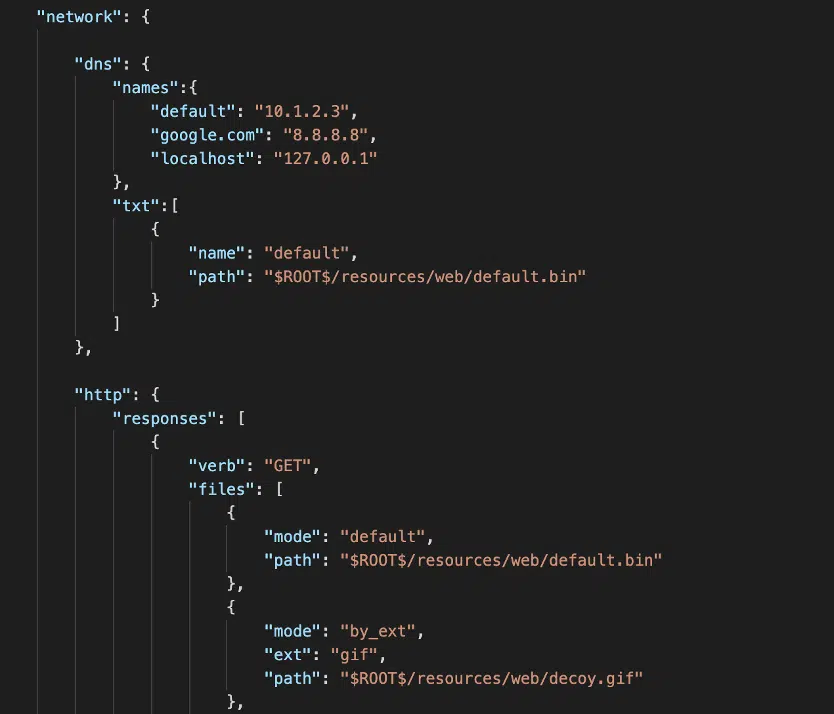 "network": {
"dns": {
"names":{
"default": "10.1.2.3",
"google.com": "8.8.8.8",
"localhost": "127.0.0.1"
},
"txt":[
{
"name": "default",
"path": "$ROOT$/resources/web/default.bin"
}
]
},
"http": {
"responses": [
{
"verb": "GET",
"files": [
{
"mode": "default",
"path": "$ROOT$/resources/web/default.bin"
},
{
"mode": "by_ext",
"ext": "gif",
"path": "$ROOT$/resources/web/decoy.gif"
},